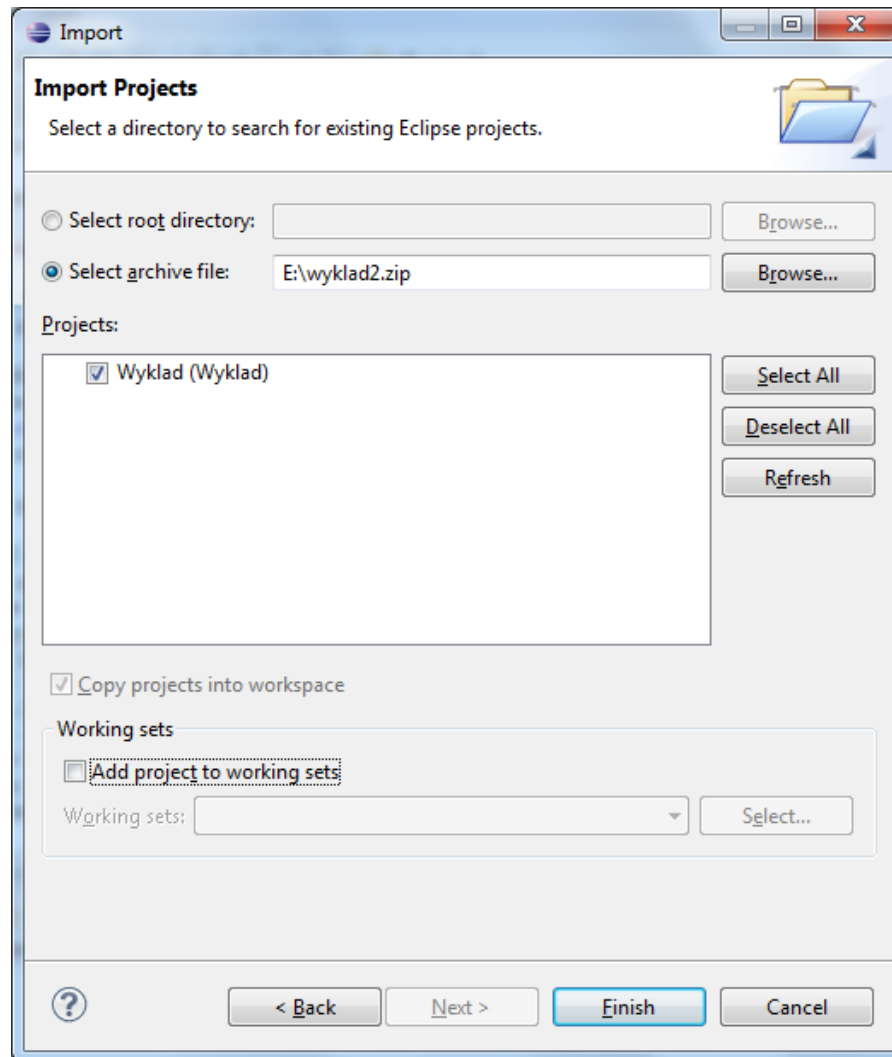 Import
Import Projects
Select a directory to search for existing Eclipse projects.
Select root directory: Browse...
Select archive file: E:\wyklad2.zip Browse...
Projects:
Wyklad (Wyklad)
Select All
Deselect All
Refresh
Copy projects into workspace
Working sets
Add project to working sets
Working sets: Select...
? < Back Next > Finish Cancel